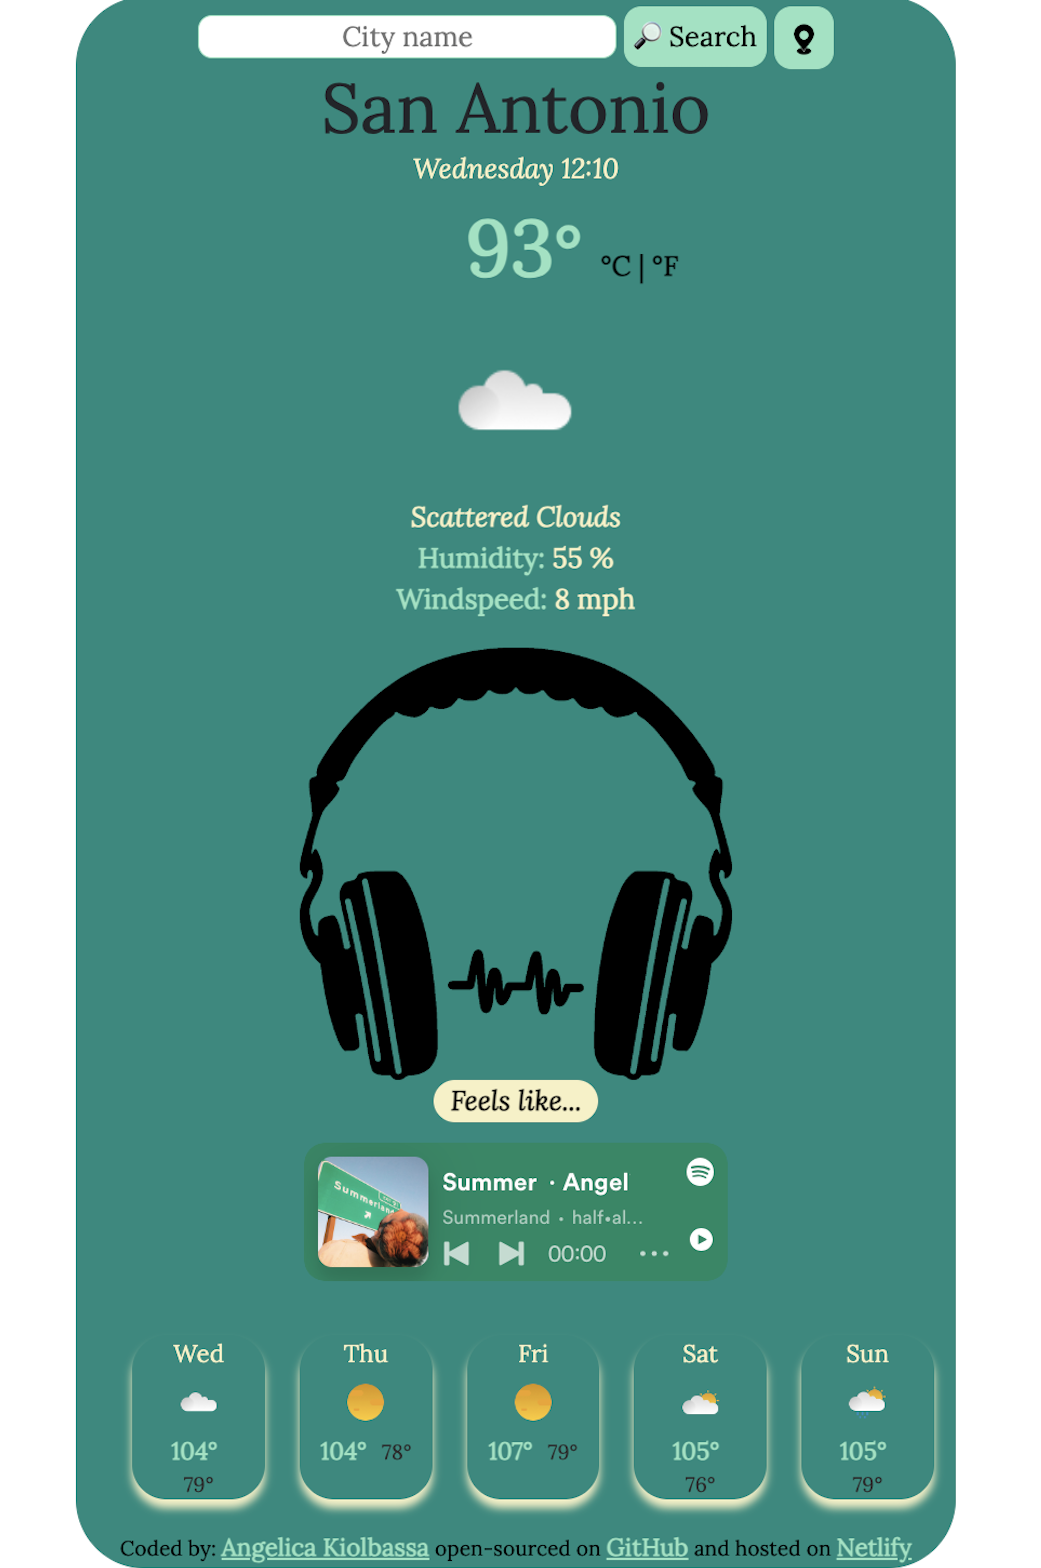 City name
🔎 Search
San Antonio
Wednesday 12:10
93° °C | °F
Scattered Clouds
Humidity: 55 %
Windspeed: 8 mph
Feels like...
Summerland
Summer · Angel
Summerland · half•al...
00:00 ...
Wed Thu Fri Sat Sun
104° 104° 78° 107° 79° 105° 105°
79° 76° 79°
Coded by: Angelica Kiolbassa open-sourced on GitHub and hosted on Netlify